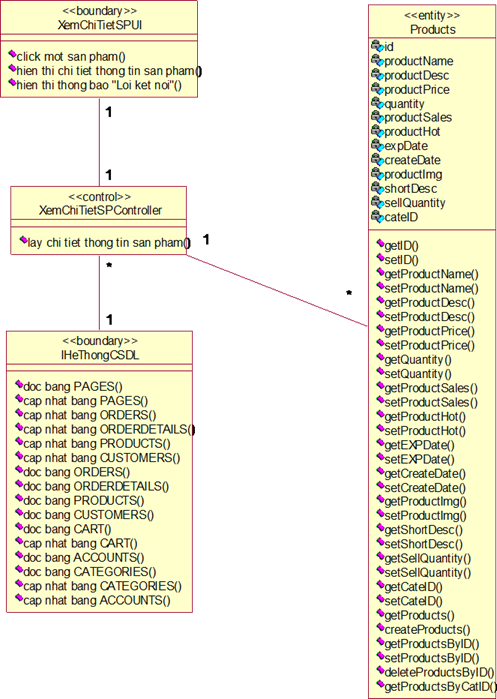 <<boundary>>
XemChiTietSPUI
click mot san pham()
hien thi chi tiet thong tin san pham()
hien thi thong bao "Loi ket noi"()
1
1
<<control>>
XemChiTietSPController
lay chi tiet thong tin san pham()
1
*
*
1
<<boundary>>
IHeThongCSDL
doc bang PAGES()
cap nhat bang PAGES()
cap nhat bang ORDERS()
cap nhat bang ORDERDETAILS()
cap nhat bang PRODUCTS()
cap nhat bang CUSTOMERS()
doc bang ORDERS()
doc bang ORDERDETAILS()
doc bang PRODUCTS()
doc bang CUSTOMERS()
doc bang CART()
cap nhat bang CART()
doc bang ACCOUNTS()
doc bang CATEGORIES()
cap nhat bang CATEGORIES()
cap nhat bang ACCOUNTS()
<<entity>>
Products
id
productName
productDesc
productPrice
quantity
productSales
productHot
expDate
createDate
productImg
shortDesc
sellQuantity
cateID
getID()
setID()
getProductName()
setProductName()
getProductDesc()
setProductDesc()
getProductPrice()
setProductPrice()
getQuantity()
setQuantity()
getProductSales()
setProductSales()
getProductHot()
setProductHot()
getEXPDate()
setEXPDate()
getCreateDate()
setCreateDate()
getProductImg()
setProductImg()
getShortDesc()
setShortDesc()
getSellQuantity()
setSellQuantity()
getCateID()
setCateID()
getProducts()
createProducts()
getProductsByID()
setProductsByID()
deleteProductsByID()
getProductsByCatID()